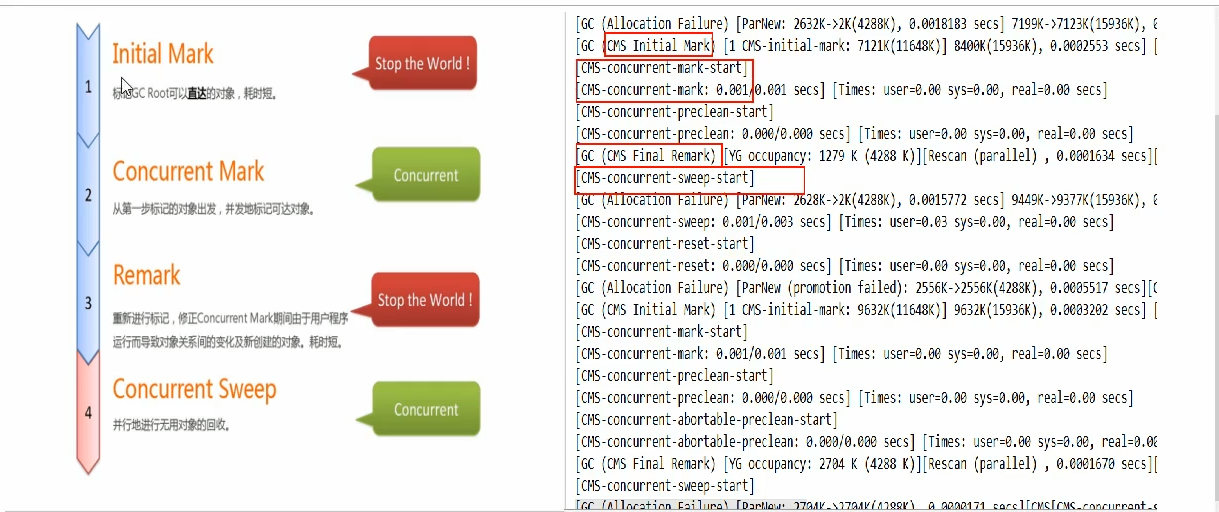 1
Initial Mark
Stop the World !
GC Root可以直达的对象，耗时短。
2
Concurrent Mark
Concurrent
从第一步标记的对象出发，并发地标记可达对象。
3
Remark
Stop the World !
重新进行标记，修正Concurrent Mark期间由于用户程序
运行而导致对象关系间的变化及新创建的对象。耗时短。
4
Concurrent Sweep
Concurrent
并行地进行无用对象的回收。
[GC (Allocation Failure) [ParNew: 2632K->2K(4288K), 0.0018183 secs] 7199K->7123K(15936K),
[GC (CMS Initial Mark) [1 CMS-initial-mark: 7121K(11648K)] 8400K(15936K), 0.0002553 secs] [
[CMS-concurrent-mark-start]
[CMS-concurrent-mark: 0.001/0.001 secs] [Times: user=0.00 sys=0.00, real=0.00 secs]
[CMS-concurrent-preclean-start]
[CMS-concurrent-preclean: 0.000/0.000 secs] [Times: user=0.00 sys=0.00, real=0.00 secs]
[GC (CMS Final Remark) [YG occupancy: 1279 K (4288 K)][Rescan (parallel) , 0.0001634 secs][
[CMS-concurrent-sweep-start]
[GC (Allocation Failure) [ParNew: 2628K->2K(4288K), 0.0015772 secs] 9449K->9377K(15936K),
[CMS-concurrent-sweep: 0.001/0.003 secs] [Times: user=0.03 sys=0.00, real=0.00 secs]
[CMS-concurrent-reset-start]
[CMS-concurrent-reset: 0.000/0.000 secs] [Times: user=0.00 sys=0.00, real=0.00 secs]
[GC (Allocation Failure) [ParNew (promotion failed): 2556K->2556K(4288K), 0.0005517 secs][
[GC (CMS Initial Mark) [1 CMS-initial-mark: 9632K(11648K)] 9632K(15936K), 0.0003202 secs] [
[CMS-concurrent-mark-start]
[CMS-concurrent-mark: 0.001/0.001 secs] [Times: user=0.00 sys=0.00, real=0.00 secs]
[CMS-concurrent-preclean-start]
[CMS-concurrent-preclean: 0.000/0.000 secs] [Times: user=0.00 sys=0.00, real=0.00 secs]
[CMS-concurrent-abortable-preclean-start]
[CMS-concurrent-abortable-preclean: 0.000/0.000 secs] [Times: user=0.00 sys=0.00, real=0.00
[GC (CMS Final Remark) [YG occupancy: 2704 K (4288 K)][Rescan (parallel) , 0.0001670 secs][
[CMS-concurrent-sweep-start]
[GC (Allocation Failure) [ParNew: 2704K->2704K(4288K), 0.0000171 secs][CMS[CMS-concurrent-s